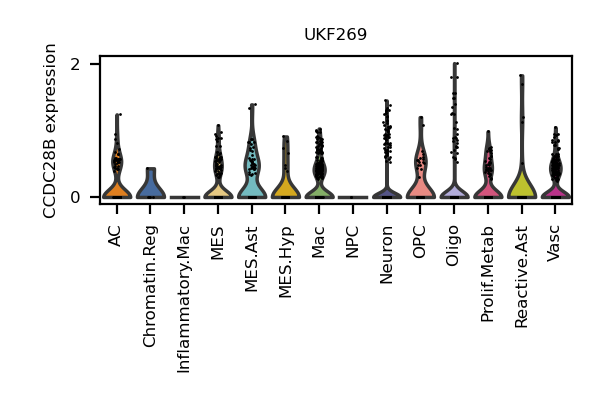 UKF269
CCDC28B expression
2
0
AC
Chromatin.Reg
Inflammatory.Mac
MES
MES.Ast
MES.Hyp
Mac
NPC
Neuron
OPC
Oligo
Prolif.Metab
Reactive.Ast
Vasc